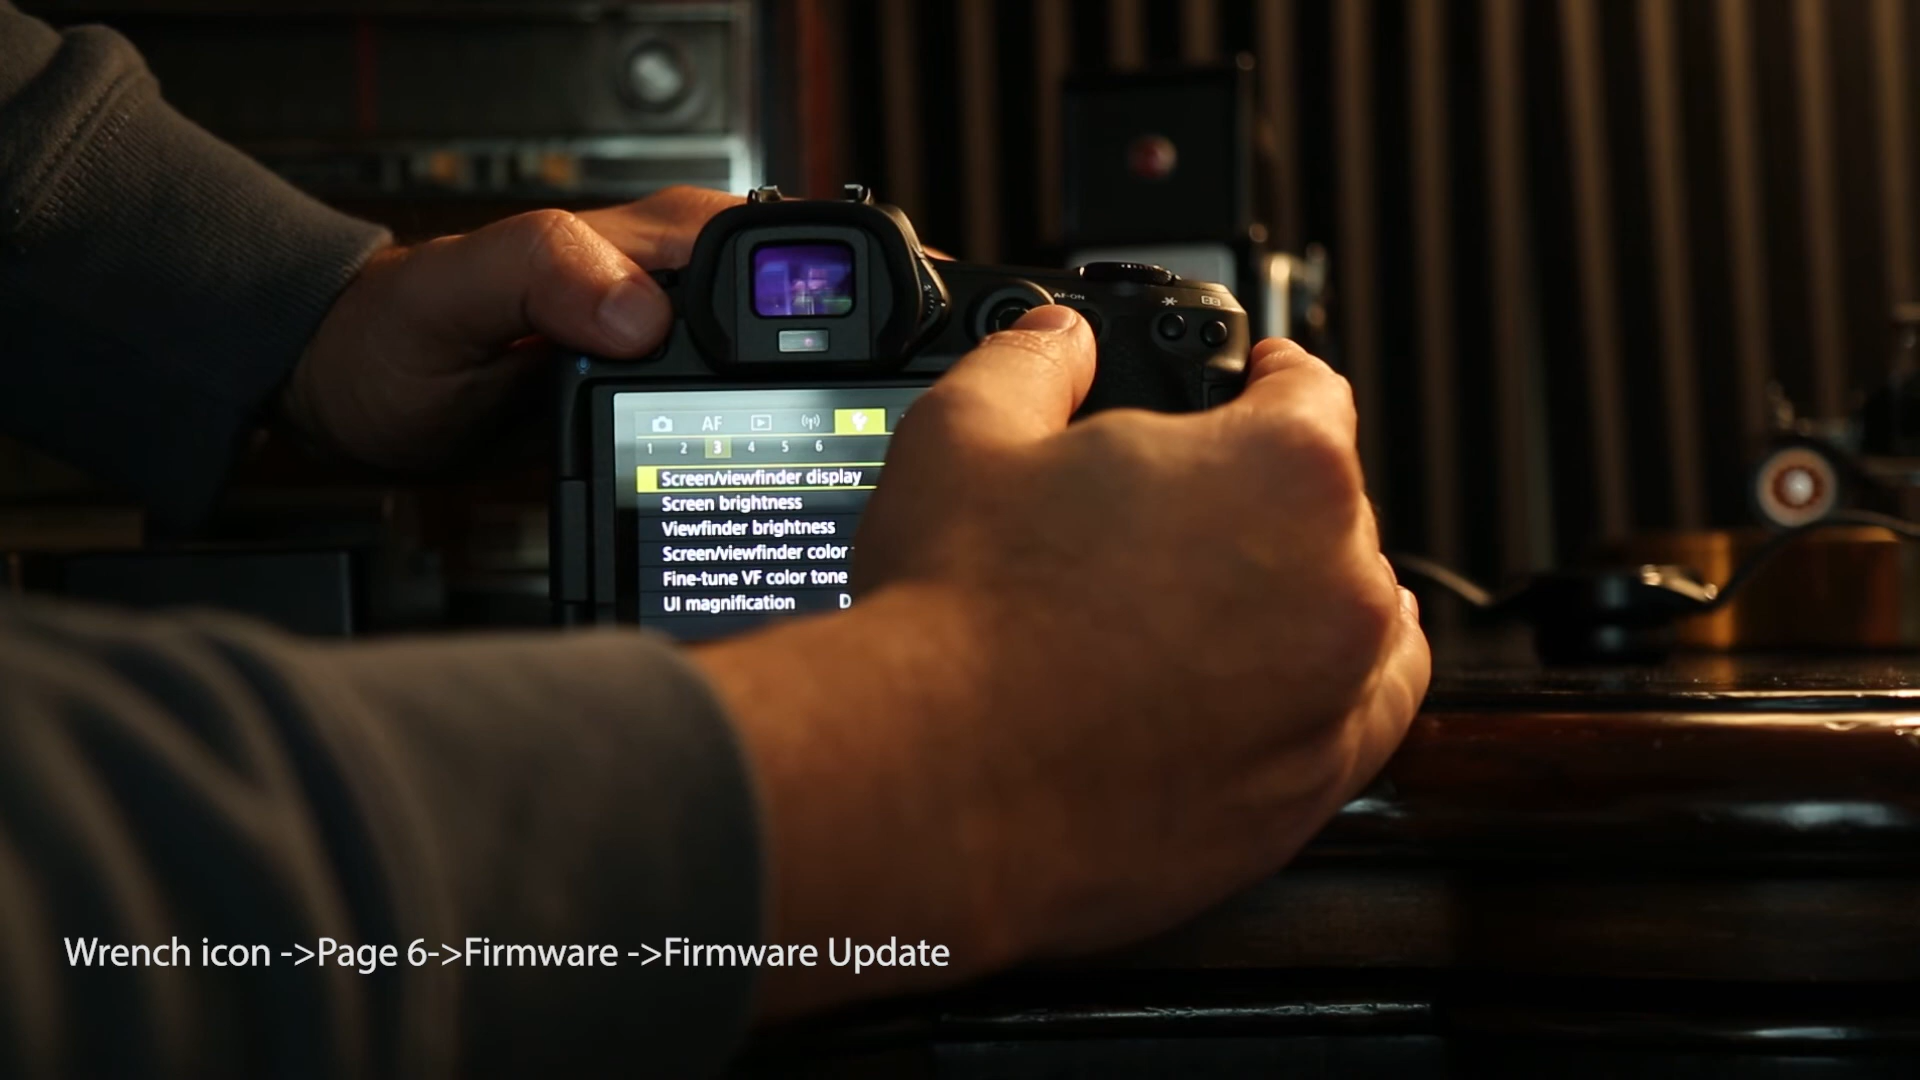 AF-ON
AF
1 2 3 4 5 6
Screen/viewfinder display
Screen brightness
Viewfinder brightness
Screen/viewfinder color
Fine-tune VF color tone
UI magnification D
Wrench icon ->Page 6->Firmware ->Firmware Update